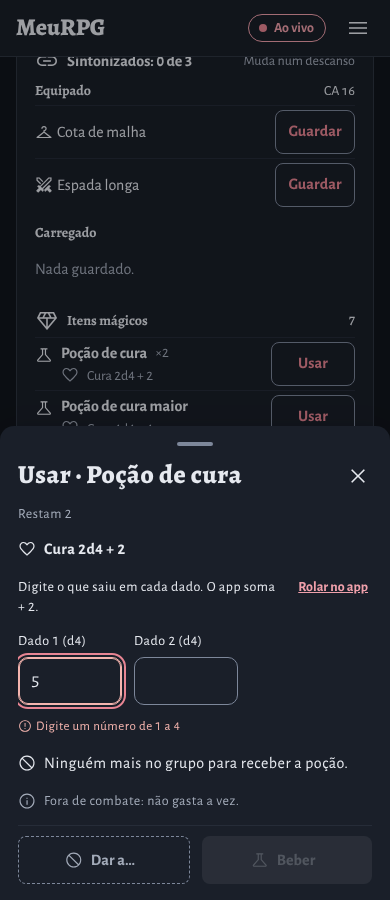 MeuRPG
Ao vivo
Sintonizados: 0 de 3
Muda num descanso
Equipado
CA 16
Cota de malha
Guardar
Espada longa
Guardar
Carregado
Nada guardado.
Itens mágicos
7
Poção de cura ×2
Cura 2d4 + 2
Usar
Poção de cura maior
Usar
Usar · Poção de cura
Restam 2
Cura 2d4 + 2
Digite o que saiu em cada dado. O app soma
+ 2.
Rolar no app
Dado 1 (d4)
Dado 2 (d4)
5
Digite um número de 1 a 4
Ninguém mais no grupo para receber a poção.
Fora de combate: não gasta a vez.
Dar a...
Beber